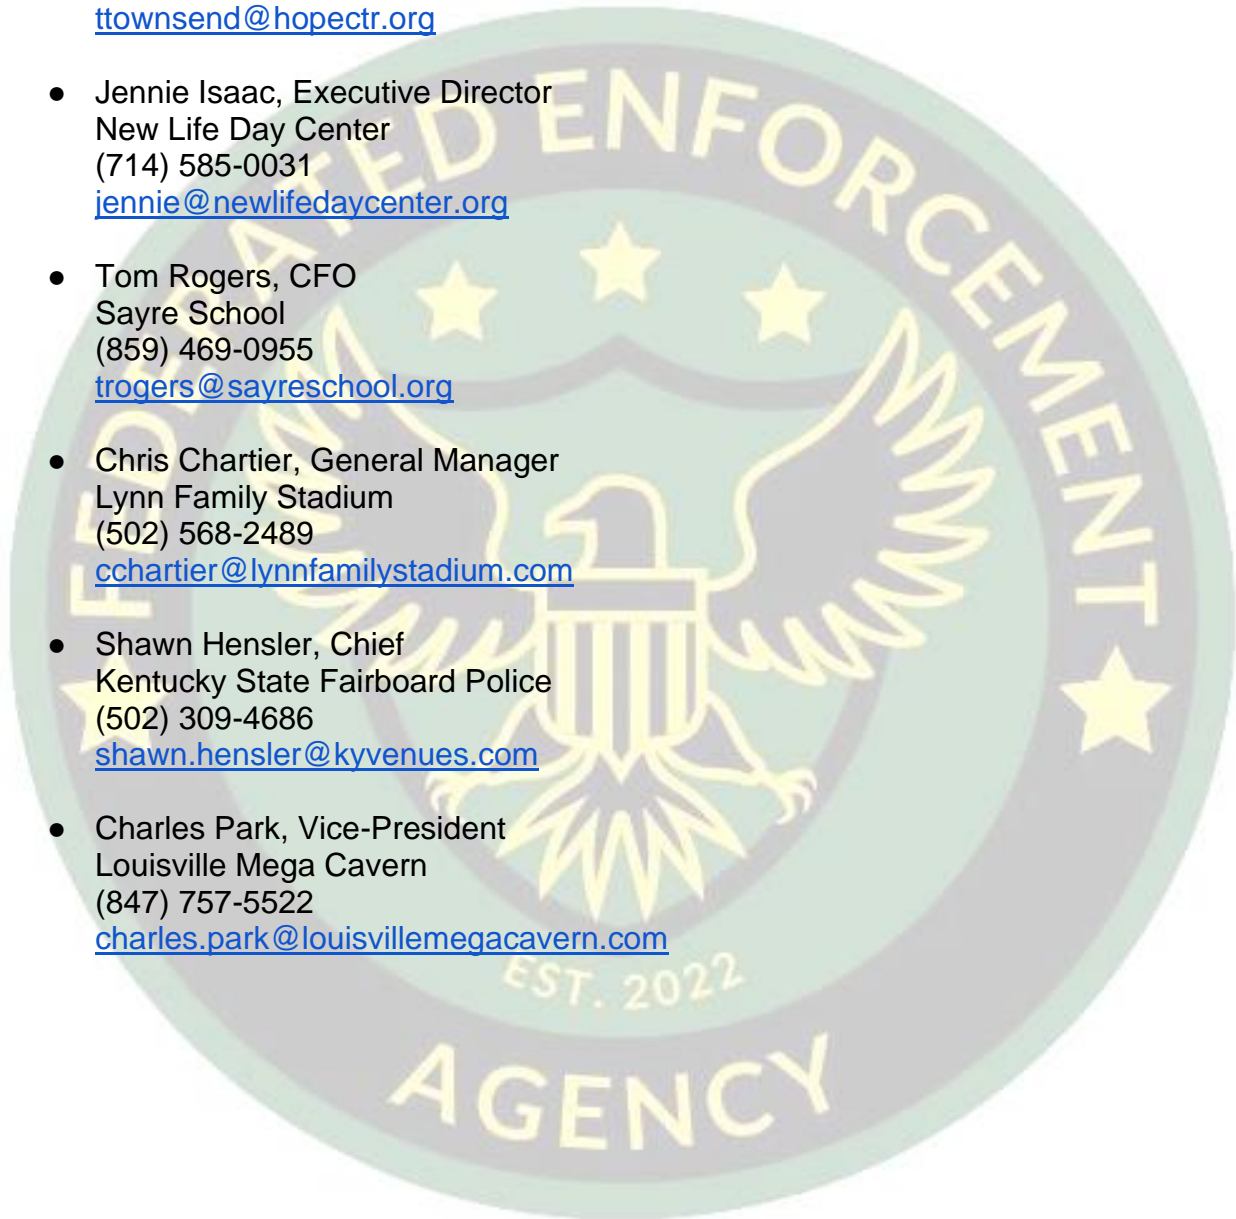 ttownsend@hopectr.org
● Jennie Isaac, Executive Director
New Life Day Center
(714) 585-0031
jennie@newlifedaycenter.org
● Tom Rogers, CFO
Sayre School
(859) 469-0955
trogers@sayreschool.org
● Chris Chartier, General Manager
Lynn Family Stadium
(502) 568-2489
cchartier@lynnfamilystadium.com
● Shawn Hensler, Chief
Kentucky State Fairboard Police
(502) 309-4686
shawn.hensler@kyvenues.com
● Charles Park, Vice-President
Louisville Mega Cavern
(847) 757-5522
charles.park@louisvillemegacavern.com
FEDERATED ENFORCEMENT
EST. 2022
AGENCY